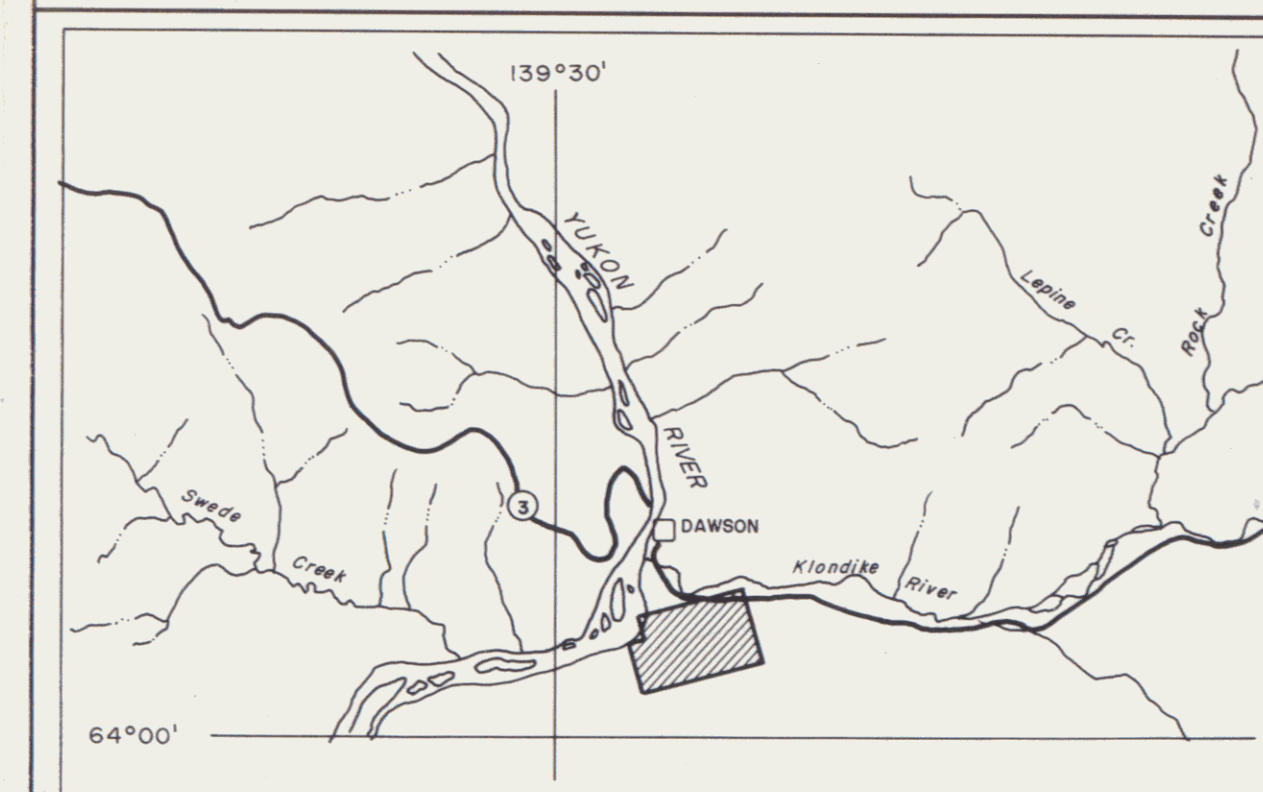 139°30'
YUKON
RIVER
Creek
Rock
Lepine
Cr.
Swede
Creek
3
DAWSON
Klondike
River
64°00'